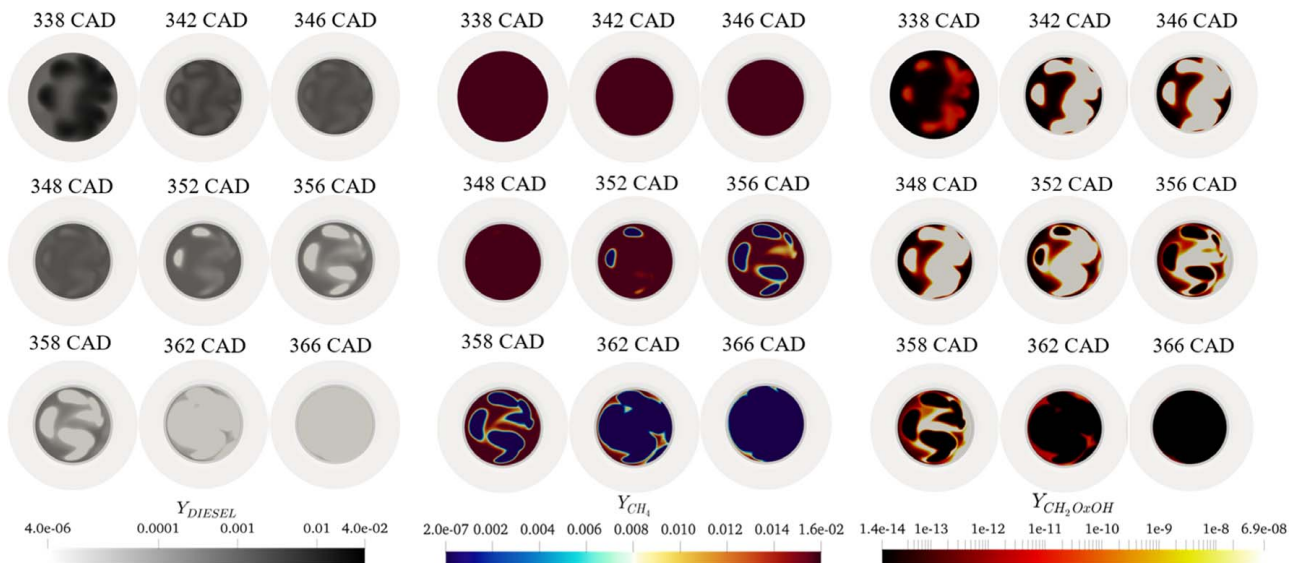 338 CAD 342 CAD 346 CAD 338 CAD 342 CAD 346 CAD 338 CAD 342 CAD 346 CAD
348 CAD 352 CAD 356 CAD 348 CAD 352 CAD 356 CAD 348 CAD 352 CAD 356 CAD
358 CAD 362 CAD 366 CAD 358 CAD 362 CAD 366 CAD 358 CAD 362 CAD 366 CAD
Y_DIESEL Y_CH₄ Y_CH₂OxOH
4.0e-06 0.0001 0.001 0.01 4.0e-02 2.0e-07 0.002 0.004 0.006 0.008 0.010 0.012 0.014 1.6e-02 1.4e-14 1e-13 1e-12 1e-11 1e-10 1e-9 1e-8 6.9e-08